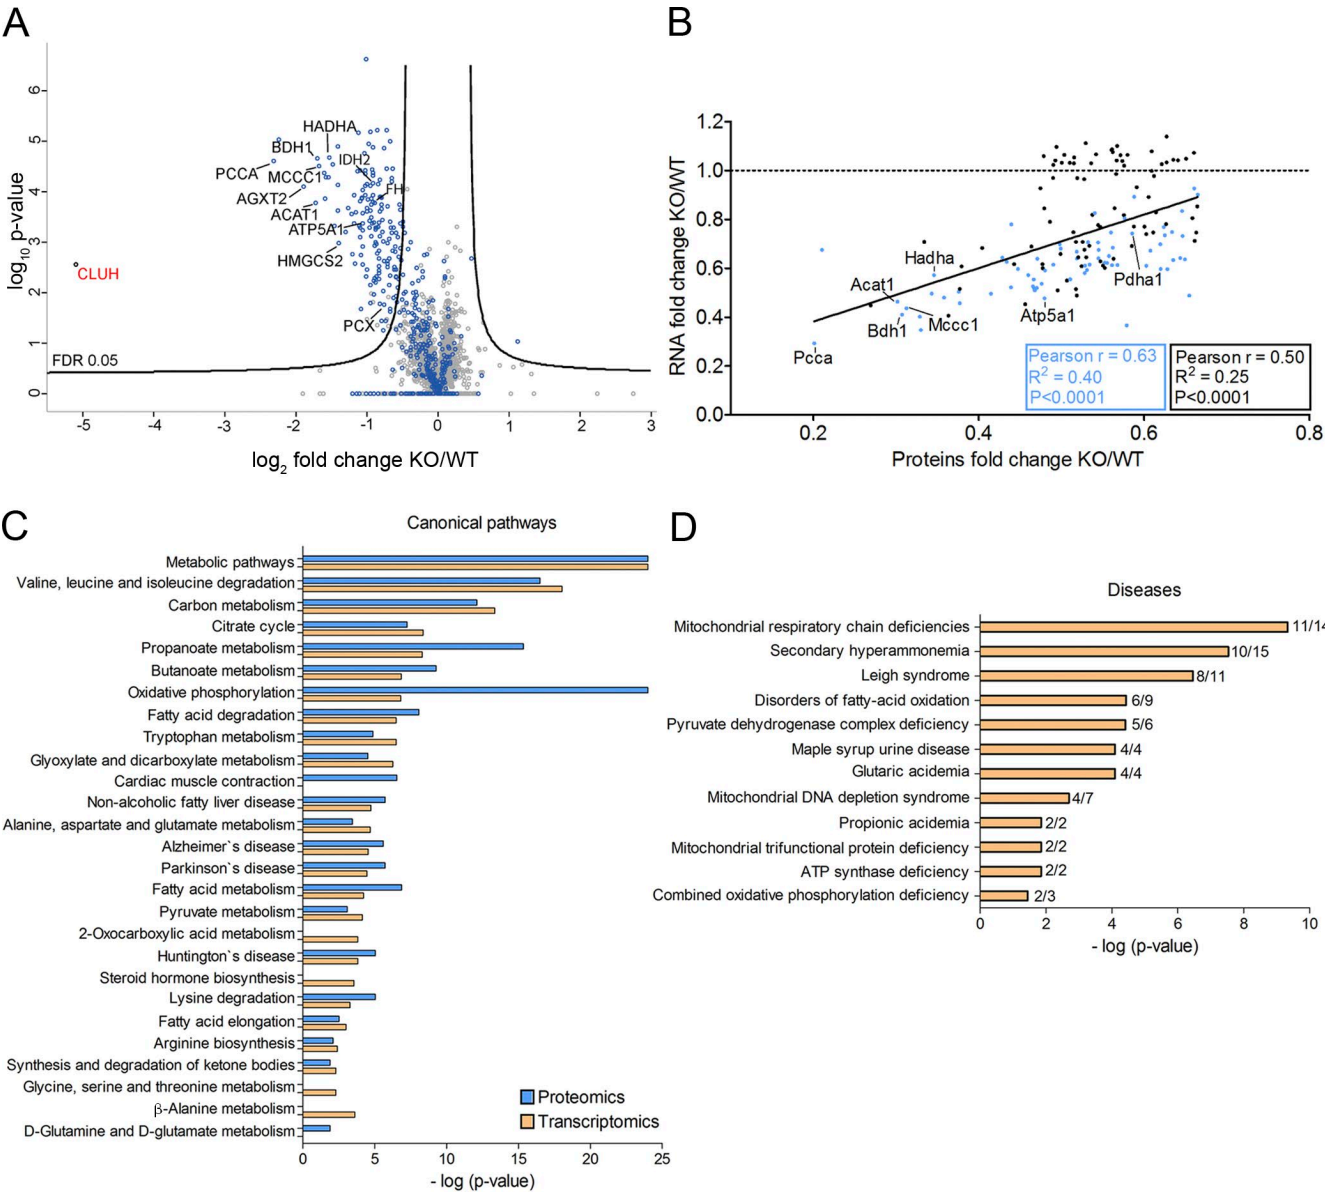 A
log10 p-value
6
5
4
3
2
1
0
HADHA
BDH1
IDH2
PCCA
MCCC1
AGXT2
FH
ACAT1
ATP5A1
HMGCS2
CLUH
PCX
FDR 0.05
-5 -4 -3 -2 -1 0 1 2 3
log2 fold change KO/WT
B
RNA fold change KO/WT
1.2
1.0
0.8
0.6
0.4
0.2
0.0
Hadha
Acat1
Pdha1
Bdh1
Mccc1
Atp5a1
Pcca
Pearson r = 0.63
R2 = 0.40
P<0.0001
Pearson r = 0.50
R2 = 0.25
P<0.0001
0.2 0.4 0.6 0.8
Proteins fold change KO/WT
C
Canonical pathways
Metabolic pathways
Valine, leucine and isoleucine degradation
Carbon metabolism
Citrate cycle
Propanoate metabolism
Butanoate metabolism
Oxidative phosphorylation
Fatty acid degradation
Tryptophan metabolism
Glyoxylate and dicarboxylate metabolism
Cardiac muscle contraction
Non-alcoholic fatty liver disease
Alanine, aspartate and glutamate metabolism
Alzheimer`s disease
Parkinson`s disease
Fatty acid metabolism
Pyruvate metabolism
2-Oxocarboxylic acid metabolism
Huntington`s disease
Steroid hormone biosynthesis
Lysine degradation
Fatty acid elongation
Arginine biosynthesis
Synthesis and degradation of ketone bodies
Glycine, serine and threonine metabolism
β-Alanine metabolism
D-Glutamine and D-glutamate metabolism
Proteomics
Transcriptomics
0 5 10 15 20 25
- log (p-value)
D
Diseases
Mitochondrial respiratory chain deficiencies 11/14
Secondary hyperammonemia 10/15
Leigh syndrome 8/11
Disorders of fatty-acid oxidation 6/9
Pyruvate dehydrogenase complex deficiency 5/6
Maple syrup urine disease 4/4
Glutaric acidemia 4/4
Mitochondrial DNA depletion syndrome 4/7
Propionic acidemia 2/2
Mitochondrial trifunctional protein deficiency 2/2
ATP synthase deficiency 2/2
Combined oxidative phosphorylation deficiency 2/3
0 2 4 6 8 10
- log (p-value)